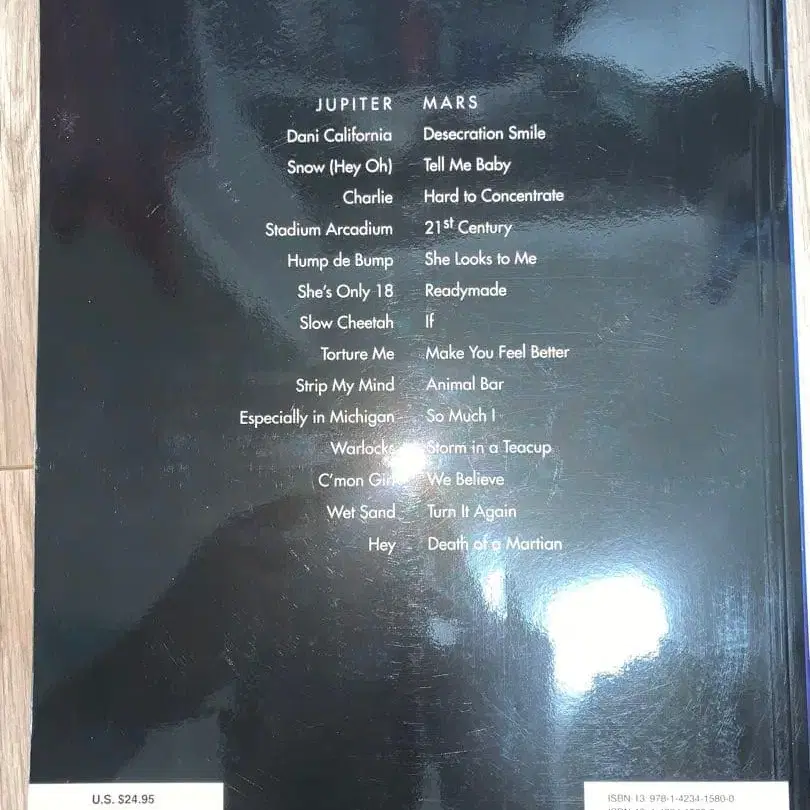 JUPITER MARS
Dani California Desecration Smile
Snow (Hey Oh) Tell Me Baby
Charlie Hard to Concentrate
Stadium Arcadium 21st Century
Hump de Bump She Looks to Me
She's Only 18 Readymade
Slow Cheetah If
Torture Me Make You Feel Better
Strip My Mind Animal Bar
Especially in Michigan So Much I
Warlocks Storm in a Teacup
C'mon Girl We Believe
Wet Sand Turn It Again
Hey Death of a Martian
U.S. $24.95
ISBN-13 978-1-4234-1580-0